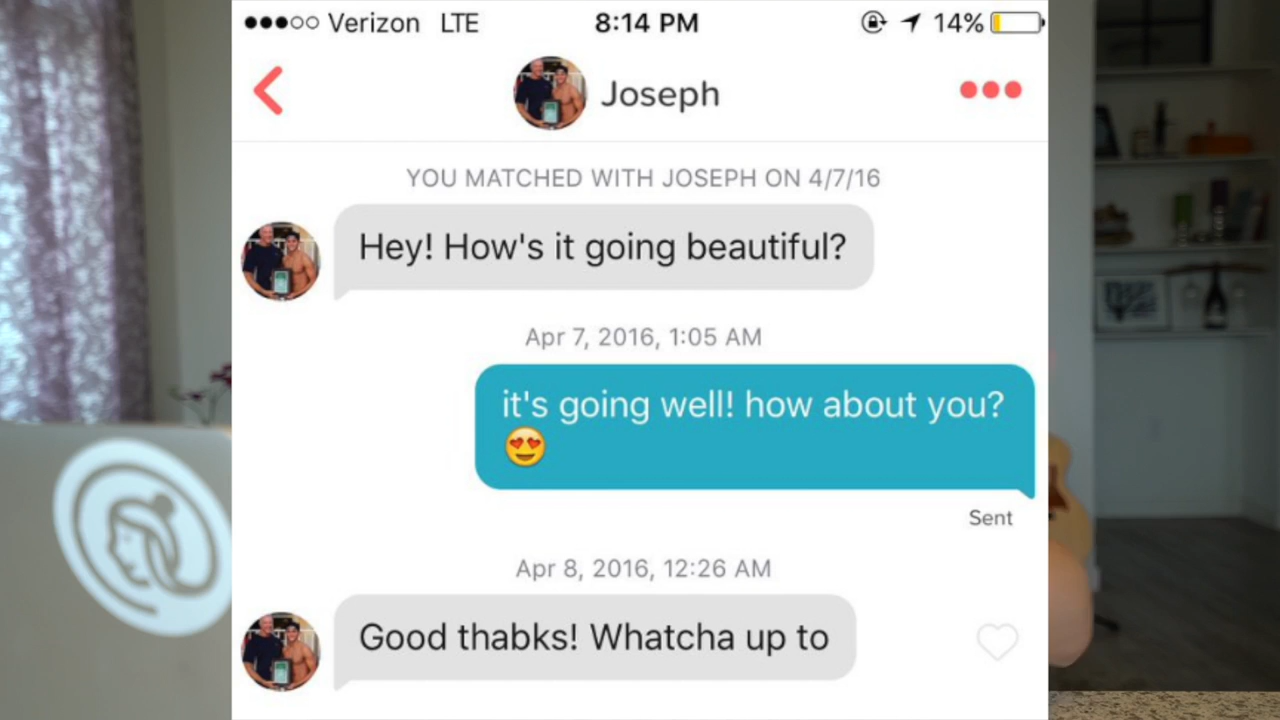 Verizon LTE 8:14 PM 14%
Joseph
YOU MATCHED WITH JOSEPH ON 4/7/16
Hey! How's it going beautiful?
Apr 7, 2016, 1:05 AM
it's going well! how about you?
😍
Sent
Apr 8, 2016, 12:26 AM
Good thabks! Whatcha up to